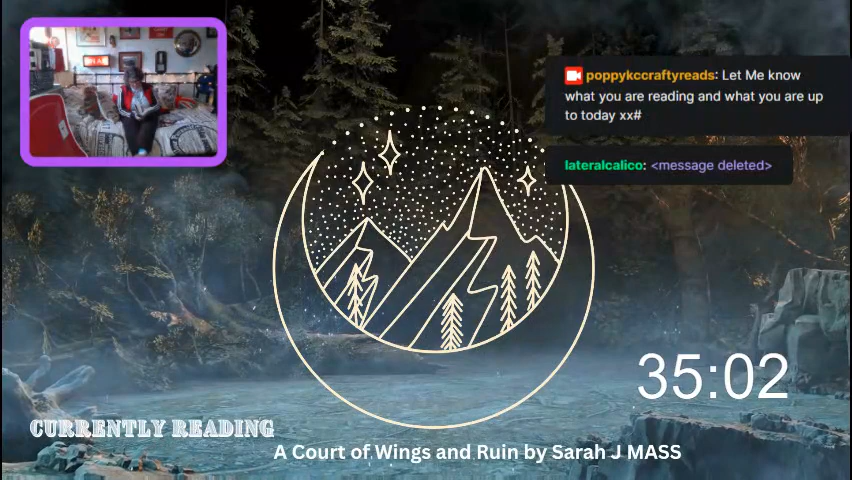 poppykccraftyreads: Let Me know
what you are reading and what you are up
to today xx#
lateralcalico: <message deleted>
35:02
CURRENTLY READING
A Court of Wings and Ruin by Sarah J MASS